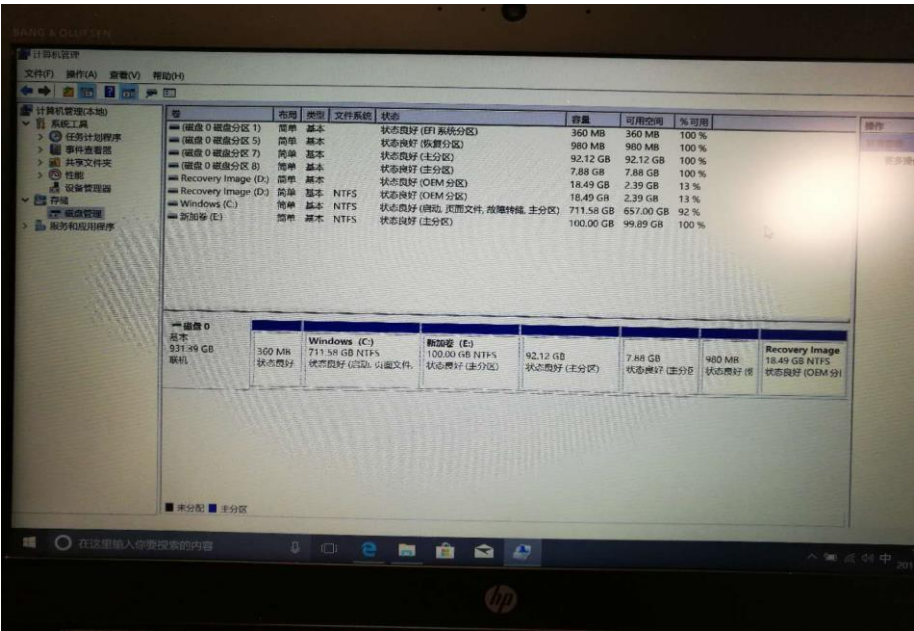 BANG & OLUFSEN
计算机管理
文件(F) 操作(A) 查看(V) 帮助(H)
计算机管理(本地)
系统工具
任务计划程序
事件查看器
共享文件夹
性能
设备管理器
存储
磁盘管理
服务和应用程序
卷 布局 类型 文件系统 状态 容量 可用空间 % 可用
(磁盘 0 磁盘分区 1) 简单 基本 状态良好 (EFI 系统分区) 360 MB 360 MB 100 %
(磁盘 0 磁盘分区 5) 简单 基本 状态良好 (恢复分区) 980 MB 980 MB 100 %
(磁盘 0 磁盘分区 7) 简单 基本 状态良好 (主分区) 92.12 GB 92.12 GB 100 %
(磁盘 0 磁盘分区 8) 简单 基本 状态良好 (主分区) 7.88 GB 7.88 GB 100 %
Recovery Image (D:) 简单 基本 状态良好 (OEM 分区) 18.49 GB 2.39 GB 13 %
Recovery Image (D:) 简单 基本 NTFS 状态良好 (OEM 分区) 18.49 GB 2.39 GB 13 %
Windows (C:) 简单 基本 NTFS 状态良好 (启动, 页面文件, 故障转储, 主分区) 711.58 GB 657.00 GB 92 %
新加卷 (E:) 简单 基本 NTFS 状态良好 (主分区) 100.00 GB 99.89 GB 100 %
操作
磁盘管理
更多操
磁盘 0
基本
931.39 GB
联机
360 MB
状态良好
Windows (C:)
711.58 GB NTFS
状态良好 (启动, 页面文件,
新加卷 (E:)
100.00 GB NTFS
状态良好 (主分区)
92.12 GB
状态良好 (主分区)
7.88 GB
状态良好 (主分区
980 MB
状态良好 (恢
Recovery Image
18.49 GB NTFS
状态良好 (OEM 分
未分配 主分区
在这里输入你要搜索的内容
中
201
hp